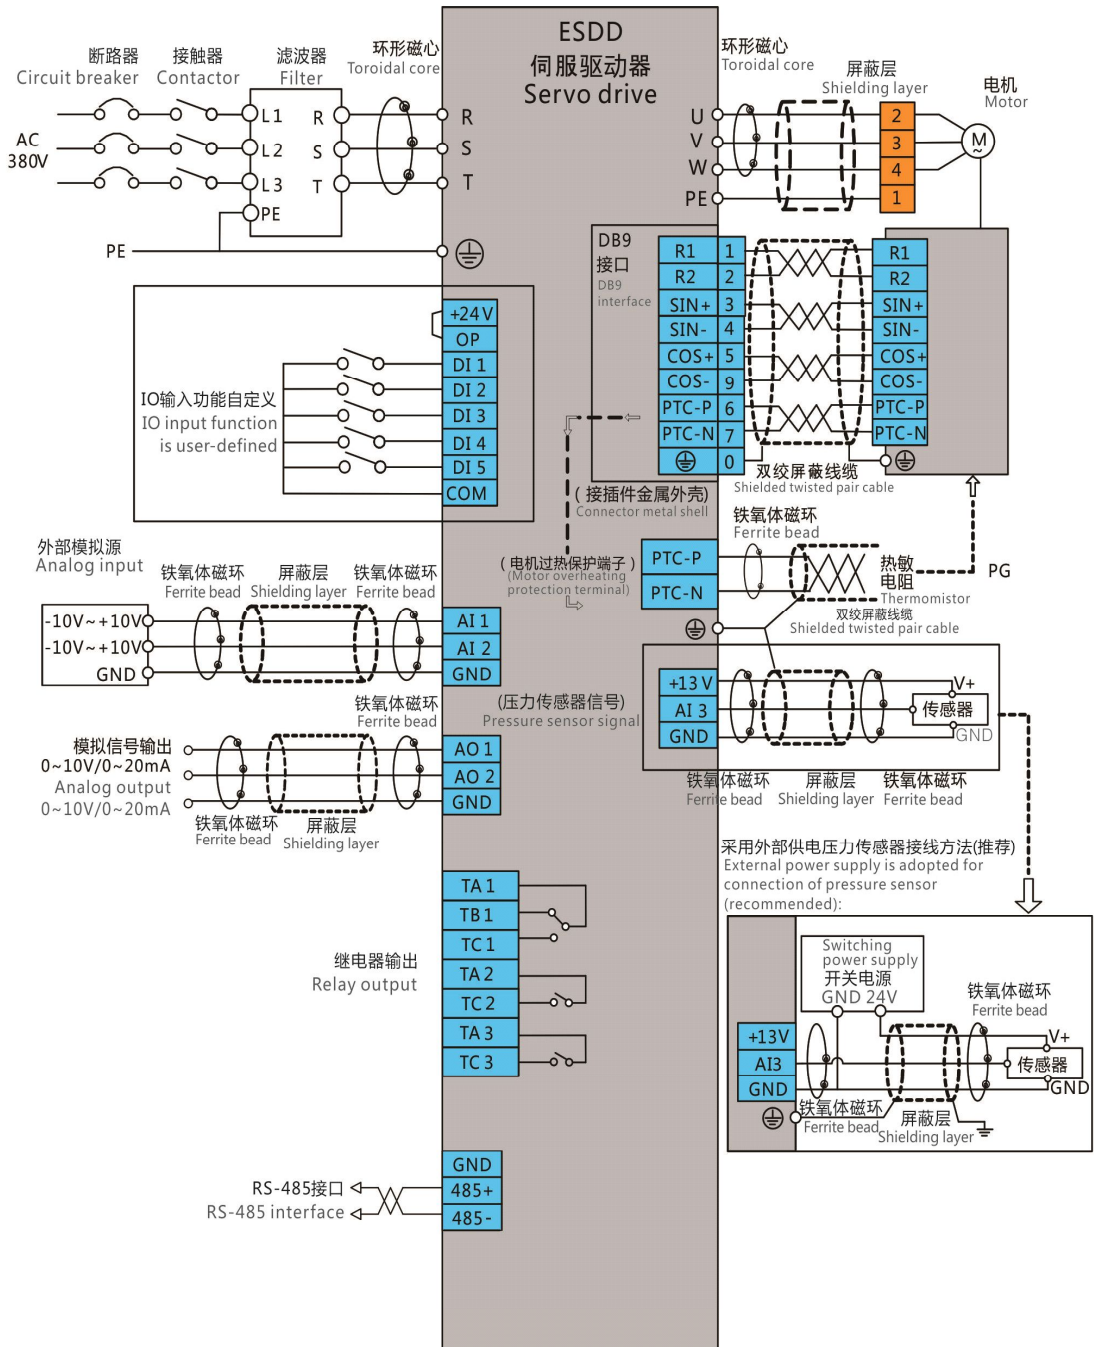 ESDD
伺服驱动器
Servo drive
断路器
Circuit breaker
接触器
Contactor
滤波器
Filter
环形磁心
Toroidal core
AC
380V
L1
L2
L3
PE
R
S
T
R
S
T
PE
环形磁心
Toroidal core
屏蔽层
Shielding layer
电机
Motor
U
V
W
PE
2
3
4
1
M
~
DB9
接口
DB9
interface
R1 1
R2 2
SIN+ 3
SIN- 4
COS+ 5
COS- 9
PTC-P 6
PTC-N 7
0
R1
R2
SIN+
SIN-
COS+
COS-
PTC-P
PTC-N
双绞屏蔽线缆
Shielded twisted pair cable
(接插件金属外壳)
Connector metal shell
+24V
OP
DI 1
DI 2
DI 3
DI 4
DI 5
COM
IO输入功能自定义
IO input function
is user-defined
外部模拟源
Analog input
铁氧体磁环
Ferrite bead
屏蔽层
Shielding layer
铁氧体磁环
Ferrite bead
-10V~+10V
-10V~+10V
GND
AI 1
AI 2
GND
(电机过热保护端子)
(Motor overheating
protection terminal)
铁氧体磁环
Ferrite bead
PTC-P
PTC-N
热敏
电阻
Thermomistor
PG
双绞屏蔽线缆
Shielded twisted pair cable
(压力传感器信号)
Pressure sensor signal
+13V
AI 3
GND
V+
传感器
GND
铁氧体磁环
Ferrite bead
屏蔽层
Shielding layer
铁氧体磁环
Ferrite bead
铁氧体磁环
Ferrite bead
模拟信号输出
0~10V/0~20mA
Analog output
0~10V/0~20mA
AO 1
AO 2
GND
铁氧体磁环
Ferrite bead
屏蔽层
Shielding layer
采用外部供电压力传感器接线方法(推荐)
External power supply is adopted for
connection of pressure sensor
(recommended):
Switching
power supply
开关电源
GND 24V
铁氧体磁环
Ferrite bead
+13V
AI3
GND
V+
传感器
GND
铁氧体磁环
Ferrite bead
屏蔽层
Shielding layer
继电器输出
Relay output
TA 1
TB 1
TC 1
TA 2
TC 2
TA 3
TC 3
RS-485接口
RS-485 interface
GND
485+
485-